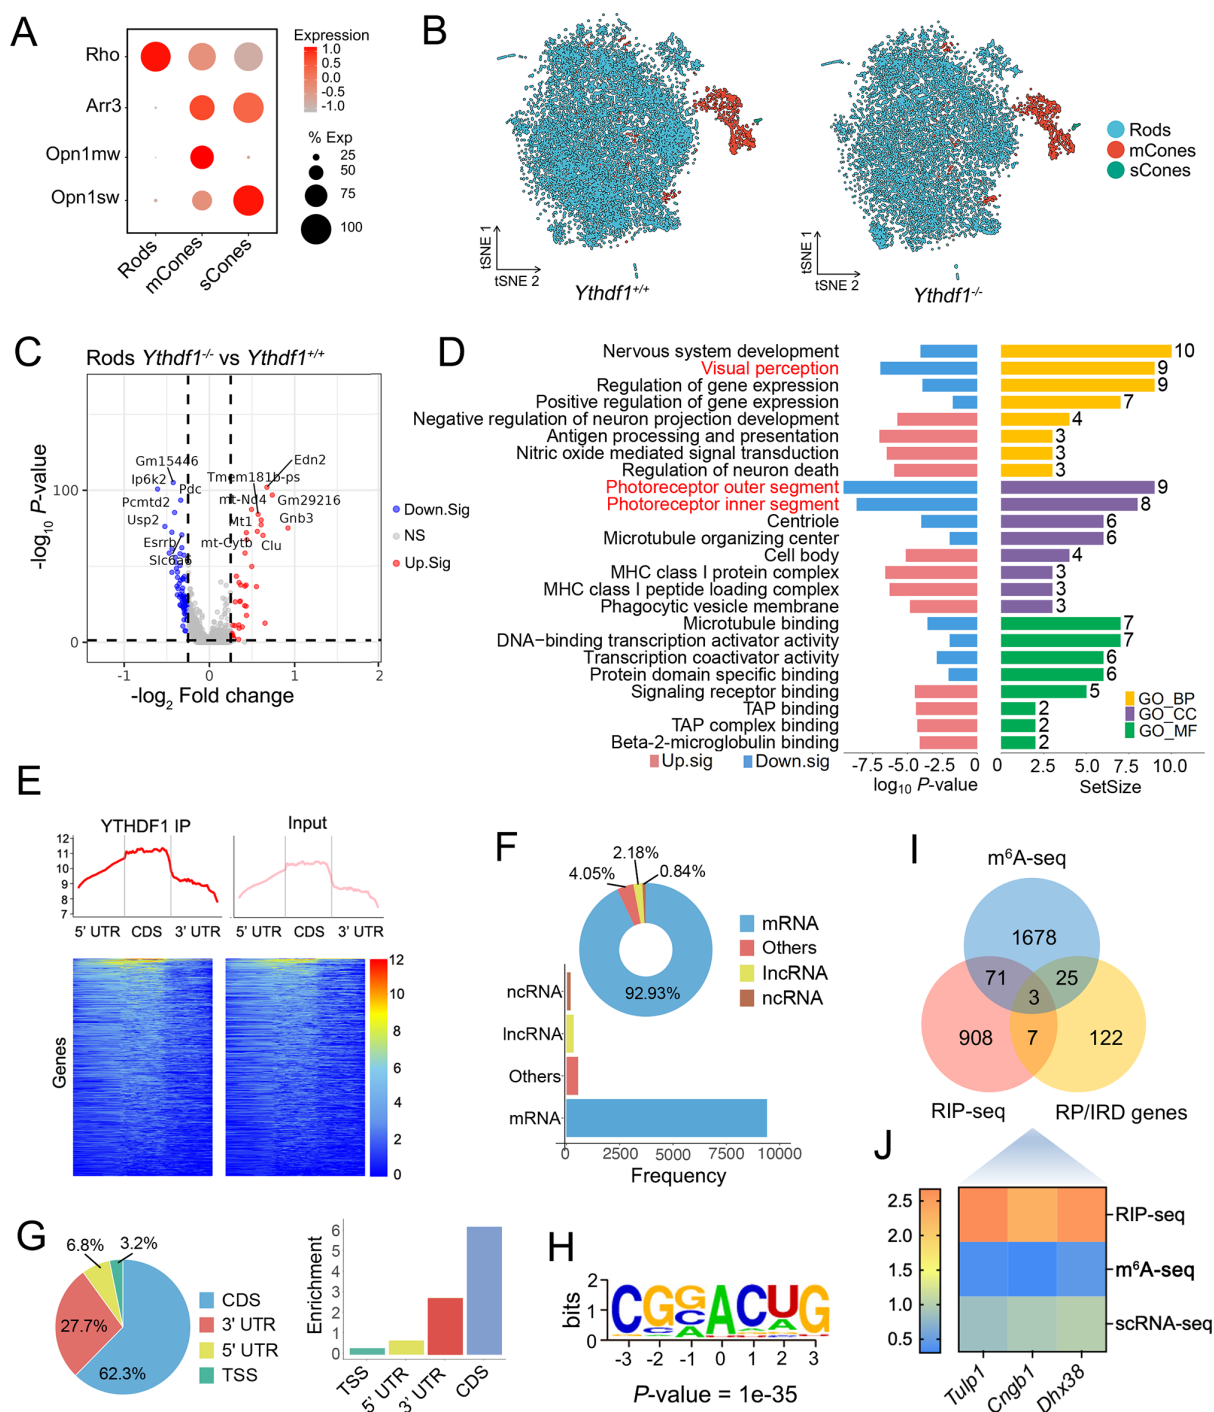 A
Rho
Arr3
Opn1mw
Opn1sw
Rods
mCones
sCones
Expression
1.0
0.5
0.0
-0.5
-1.0
% Exp
25
50
75
100
B
tSNE 1
tSNE 2
Ythdf1+/+
tSNE 1
tSNE 2
Ythdf1-/-
Rods
mCones
sCones
C
Rods Ythdf1-/- vs Ythdf1+/+
-log10 P-value
100
0
-1
0
1
2
-log2 Fold change
Gm15446
Ip6k2
Pdc
Pcmtd2
Usp2
Esrrb
Slc6a6
Edn2
Tmem181b-ps
mt-Nd4
Gm29216
Mt1
Gnb3
mt-Cytb
Clu
Down.Sig
NS
Up.Sig
D
Nervous system development
Visual perception
Regulation of gene expression
Positive regulation of gene expression
Negative regulation of neuron projection development
Antigen processing and presentation
Nitric oxide mediated signal transduction
Regulation of neuron death
Photoreceptor outer segment
Photoreceptor inner segment
Centriole
Microtubule organizing center
Cell body
MHC class I protein complex
MHC class I peptide loading complex
Phagocytic vesicle membrane
Microtubule binding
DNA−binding transcription activator activity
Transcription coactivator activity
Protein domain specific binding
Signaling receptor binding
TAP binding
TAP complex binding
Beta-2-microglobulin binding
10
9
9
7
4
3
3
3
9
8
6
6
4
3
3
3
7
7
6
6
5
2
2
2
GO_BP
GO_CC
GO_MF
Up.sig
Down.sig
-7.5 -5.0 -2.5 0
log10 P-value
0 2.5 5.0 7.5 10.0
SetSize
E
YTHDF1 IP
Input
12
11
10
9
8
7
5' UTR CDS 3' UTR
5' UTR CDS 3' UTR
Genes
12
10
8
6
4
2
0
F
4.05%
2.18%
0.84%
92.93%
mRNA
Others
lncRNA
ncRNA
ncRNA
lncRNA
Others
mRNA
0 2500 5000 7500 10000
Frequency
G
6.8%
3.2%
27.7%
62.3%
CDS
3' UTR
5' UTR
TSS
Enrichment
6
5
4
3
2
1
0
TSS
5' UTR
3' UTR
CDS
H
bits
2
1
0
CGGACUG
CCAA
-3 -2 -1 0 1 2 3
P-value = 1e-35
I
m6A-seq
1678
71
25
3
908
7
122
RIP-seq
RP/IRD genes
J
2.5
2.0
1.5
1.0
0.5
RIP-seq
m6A-seq
scRNA-seq
Tulp1
Cngb1
Dhx38